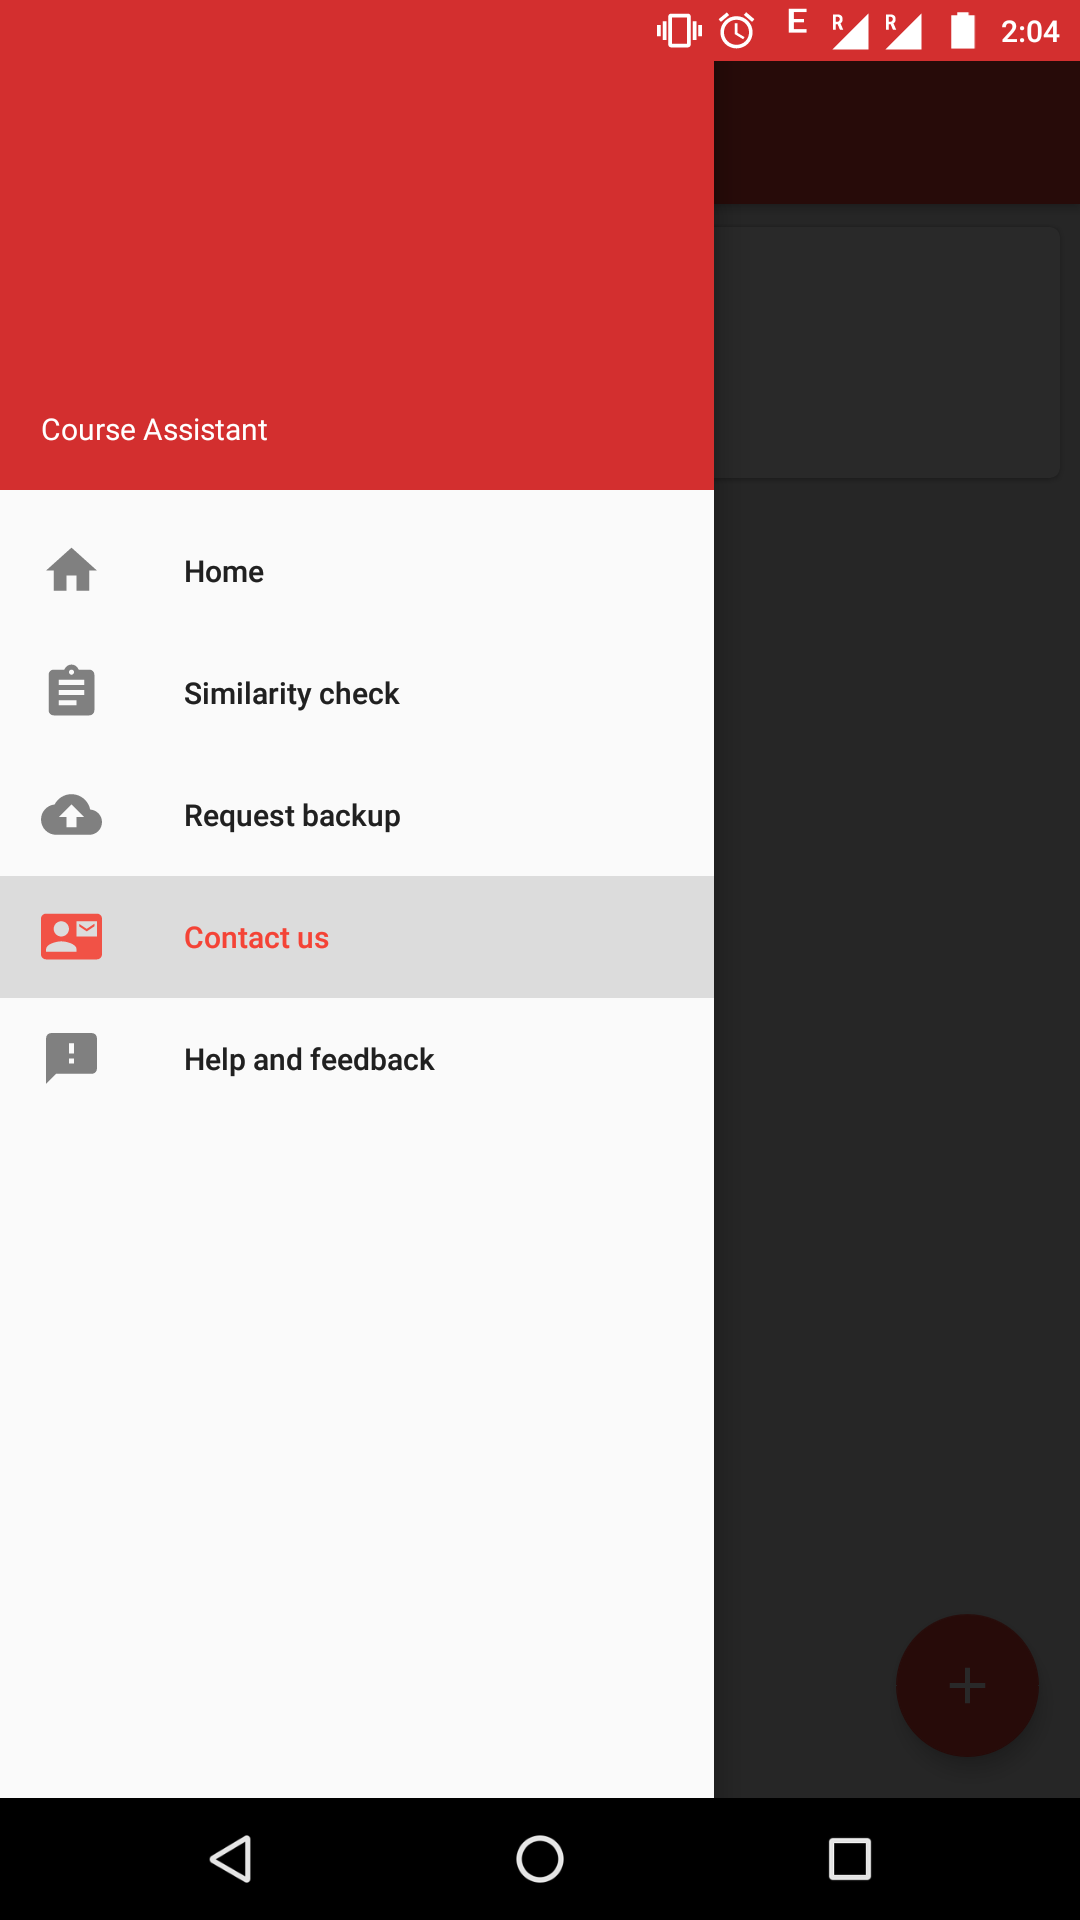 E R R 2:04
Course Assistant
Home
Similarity check
Request backup
Contact us
Help and feedback